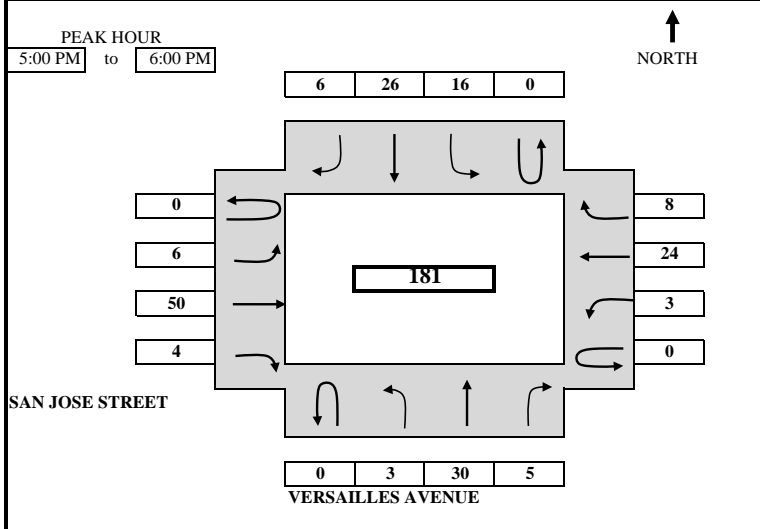 PEAK HOUR
5:00 PM to 6:00 PM
NORTH
6 26 16 0
0 8
6 24
181
50 3
4 0
SAN JOSE STREET
0 3 30 5
VERSAILLES AVENUE